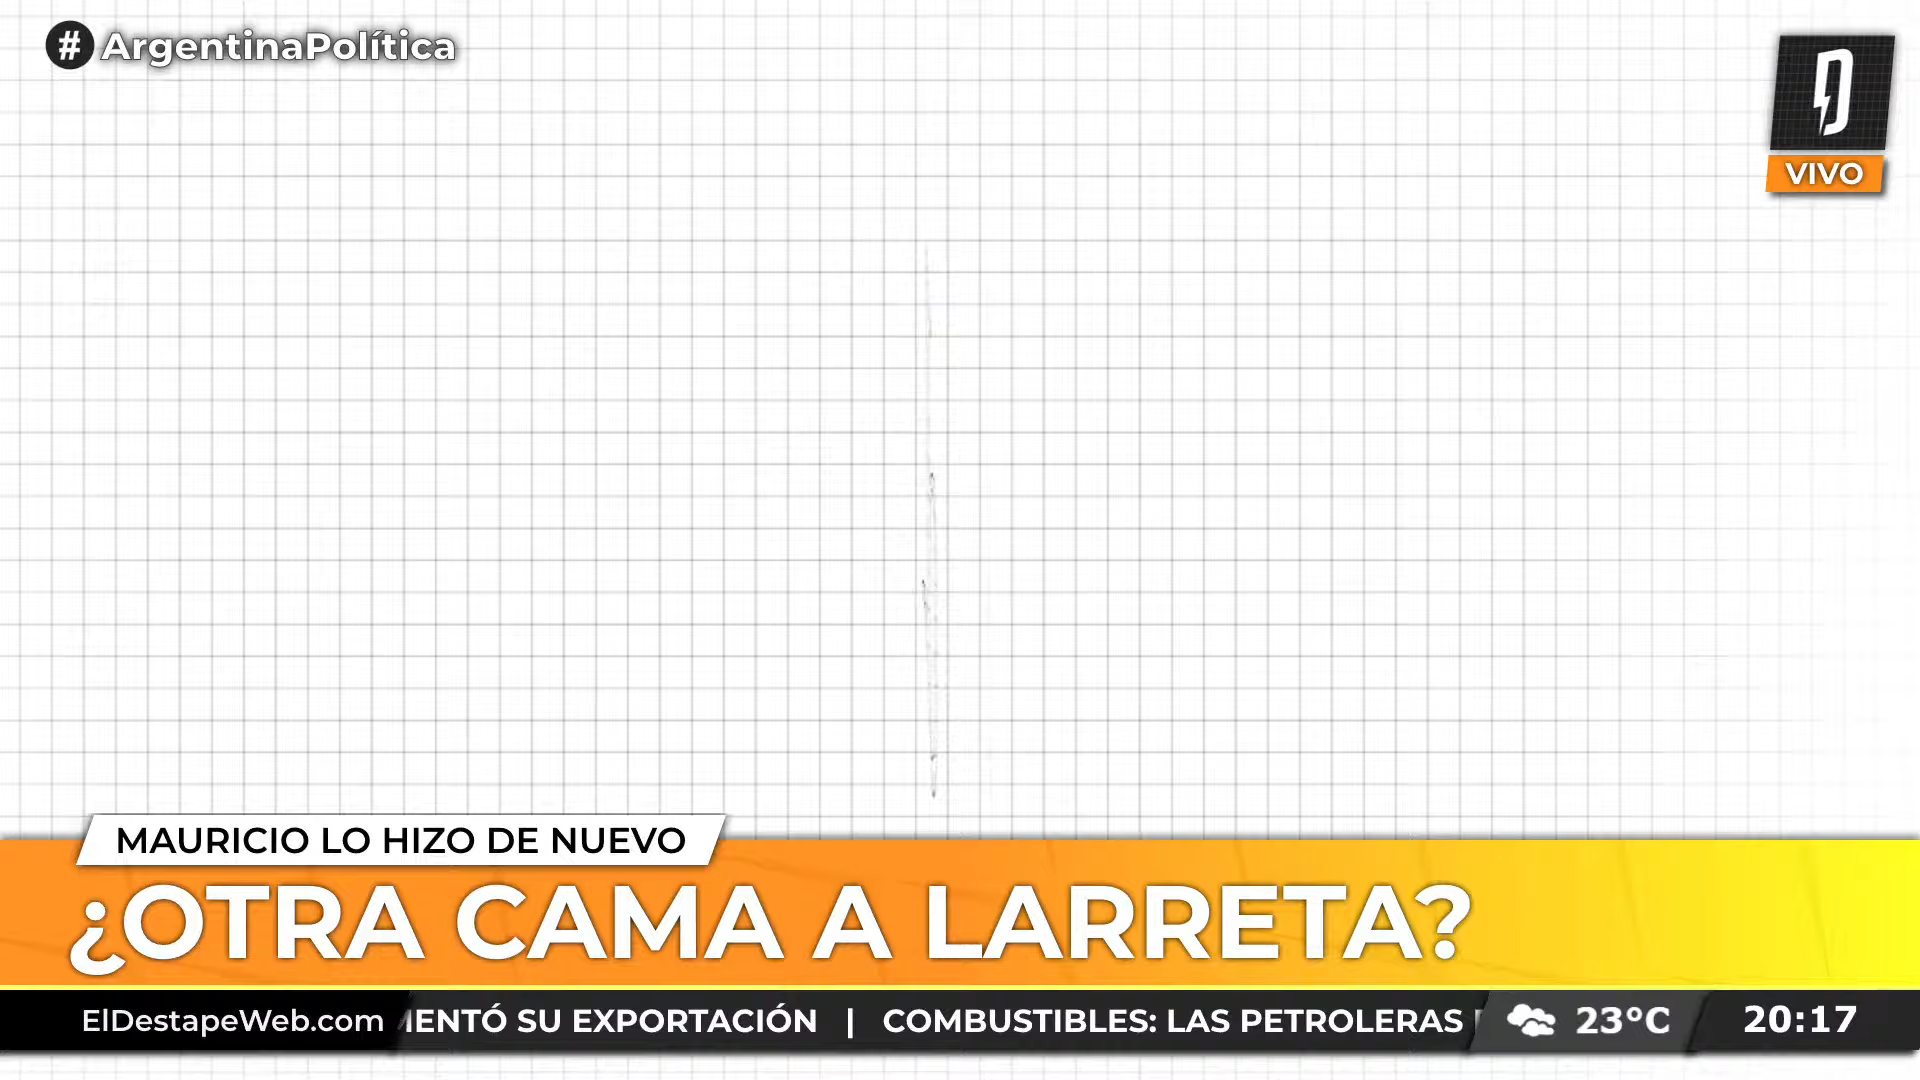 #ArgentinaPolítica
VIVO
MAURICIO LO HIZO DE NUEVO
¿OTRA CAMA A LARRETA?
ElDestapeWeb.com
SU EXPORTACIÓN | COMBUSTIBLES: LAS PETROLERAS
23°C
20:17